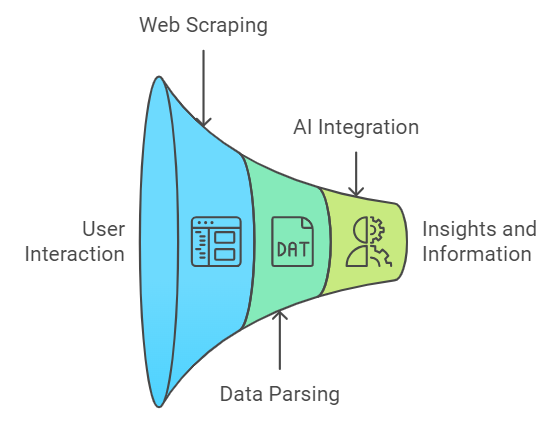 Web Scraping
AI Integration
User
Interaction
DAT
Insights and
Information
Data Parsing